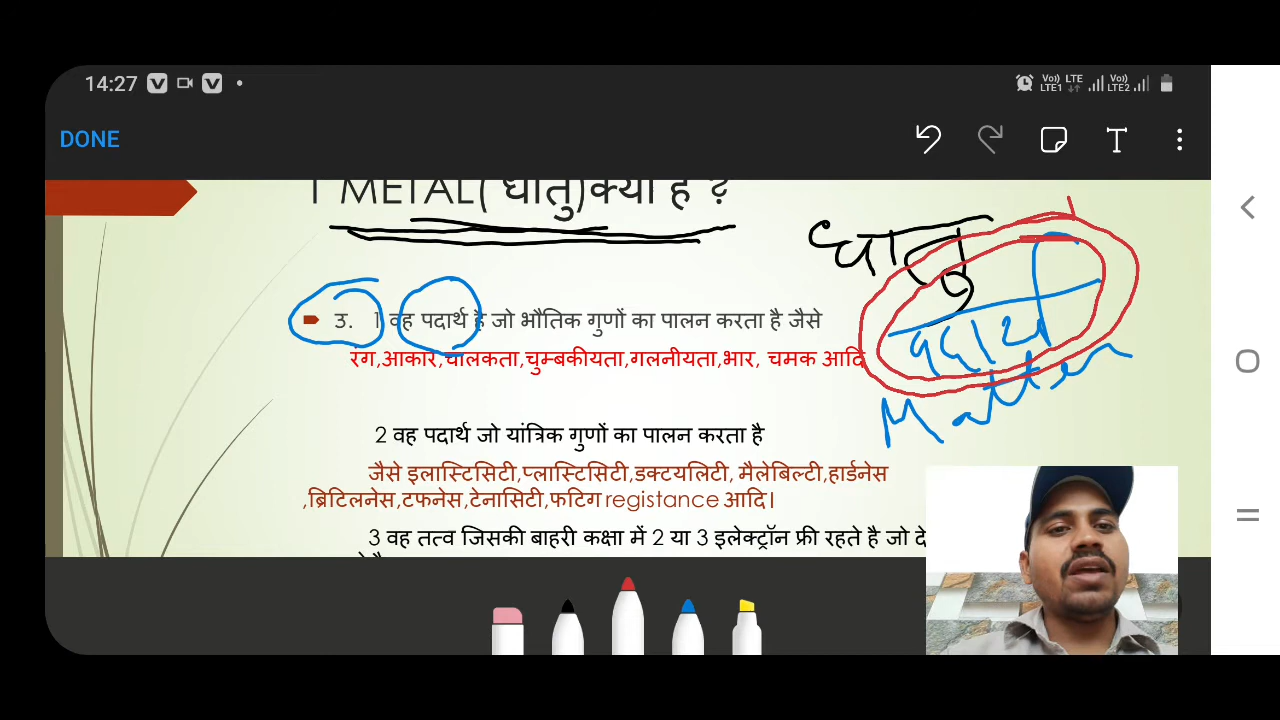 14:27
DONE
1 METAL( धातु)क्या है ?
धातु
उ. 1 वह पदार्थ है जो भौतिक गुणों का पालन करता है जैसे
पदार्थ
रंग,आकार,चालकता,चुम्बकीयता,गलनीयता,भार, चमक आदि
Matter
2 वह पदार्थ जो यांत्रिक गुणों का पालन करता है
जैसे इलास्टिसिटी,प्लास्टिसिटी,डक्टयलिटी, मैलेबिल्टी,हार्डनेस
,ब्रिटिलनेस,टफनेस,टेनासिटी,फटिग registance आदि।
3 वह तत्व जिसकी बाहरी कक्षा में 2 या 3 इलेक्ट्रॉन फ्री रहते है जो दे